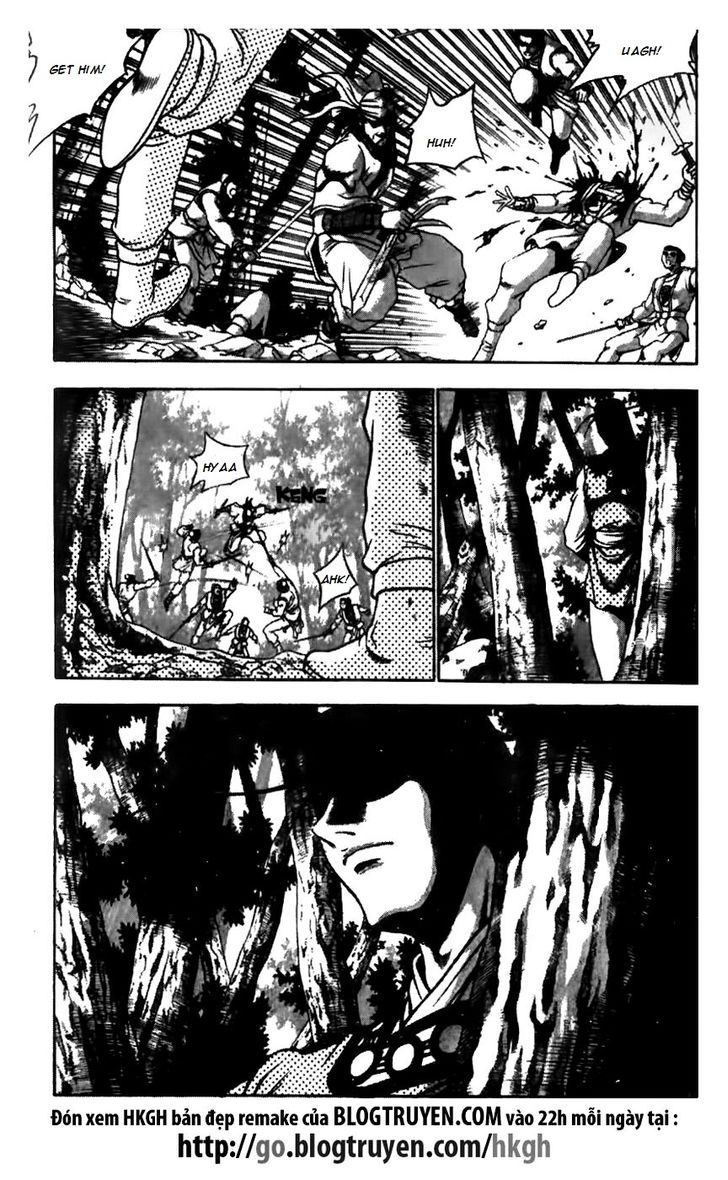 GET HIM!
HUH!
UAGH!
HYAA
KENG
AHK!
Đón xem HKGH bản đẹp remake của BLOGTRUYEN.COM vào 22h mỗi ngày tại :
http://go.blogtruyen.com/hkgh